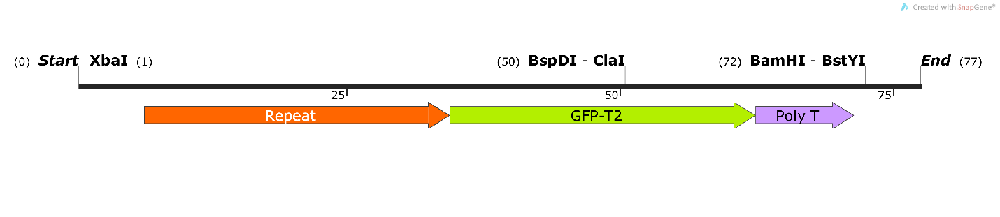 Created with SnapGene®
(0) Start XbaI (1) (50) BspDI - ClaI (72) BamHI - BstYI End (77)
25 50 75
Repeat GFP-T2 Poly T